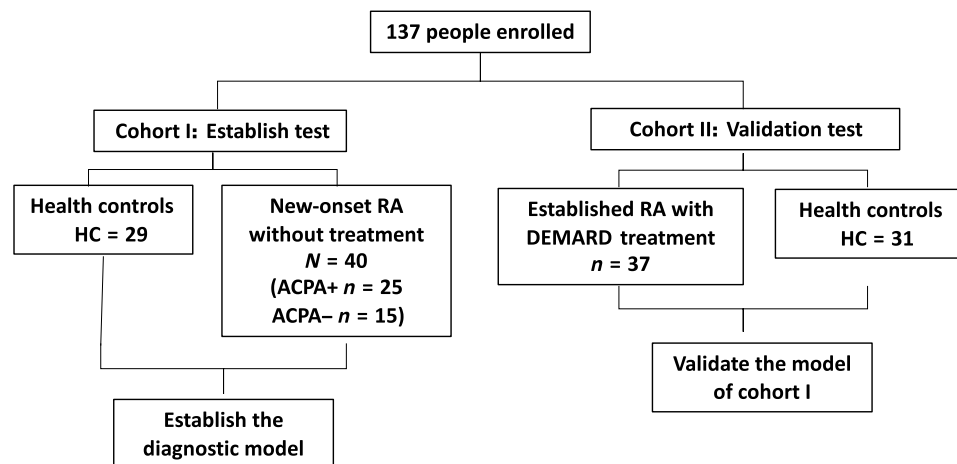 137 people enrolled
Cohort I: Establish test
Cohort II: Validation test
Health controls
HC = 29
New-onset RA
without treatment
N = 40
(ACPA+ n = 25
ACPA– n = 15)
Established RA with
DEMARD treatment
n = 37
Health controls
HC = 31
Validate the model
of cohort I
Establish the
diagnostic model